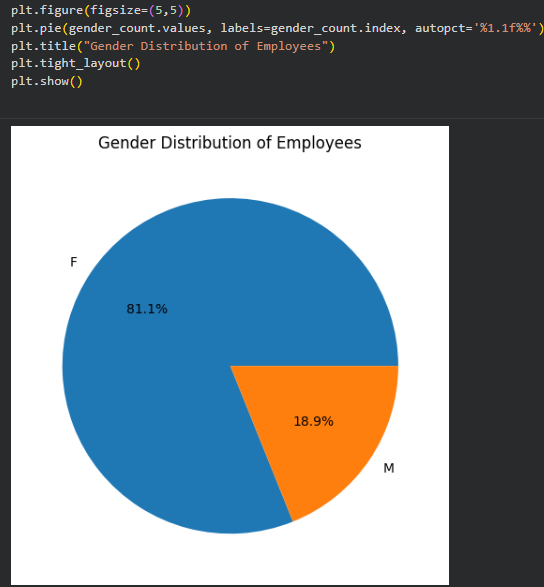 plt.figure(figsize=(5,5))
plt.pie(gender_count.values, labels=gender_count.index, autopct='%1.1f%%')
plt.title("Gender Distribution of Employees")
plt.tight_layout()
plt.show()
Gender Distribution of Employees
F
81.1%
18.9%
M